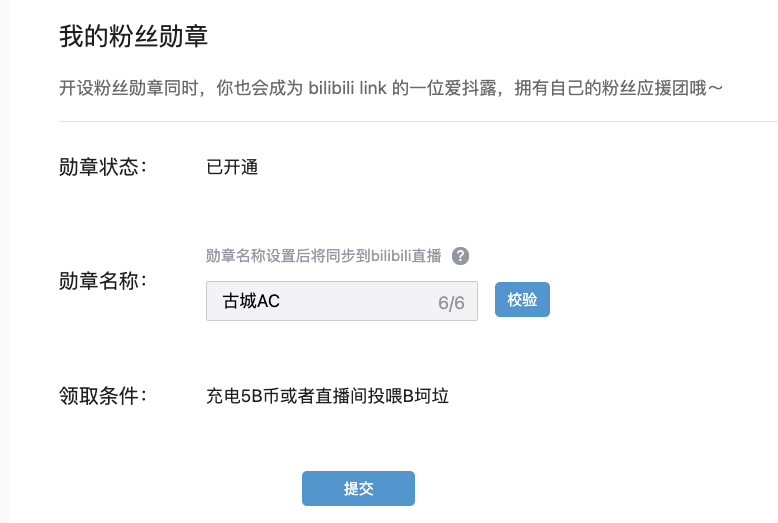 我的粉丝勋章
开设粉丝勋章同时，你也会成为 bilibili link 的一位爱抖露，拥有自己的粉丝应援团哦～
勋章状态： 已开通
勋章名称设置后将同步到bilibili直播 ?
勋章名称： 古城AC 6/6 校验
领取条件： 充电5B币或者直播间投喂B坷垃
提交